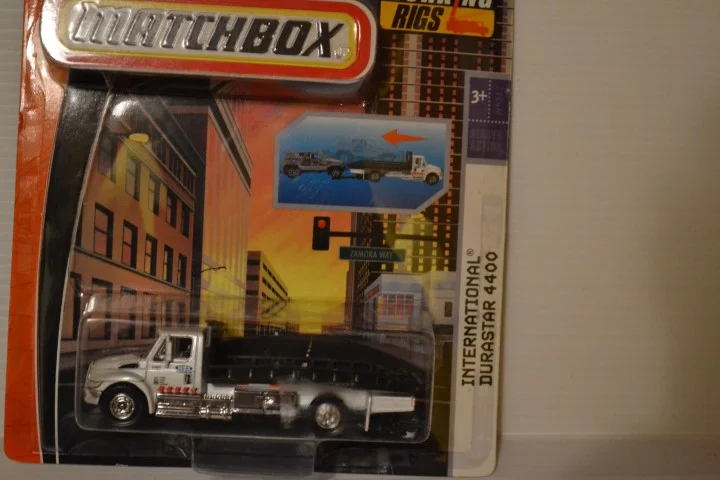 MATCHBOX
RIGS
3+
ZAMORA WAY
INTERNATIONAL®
DURASTAR 4400